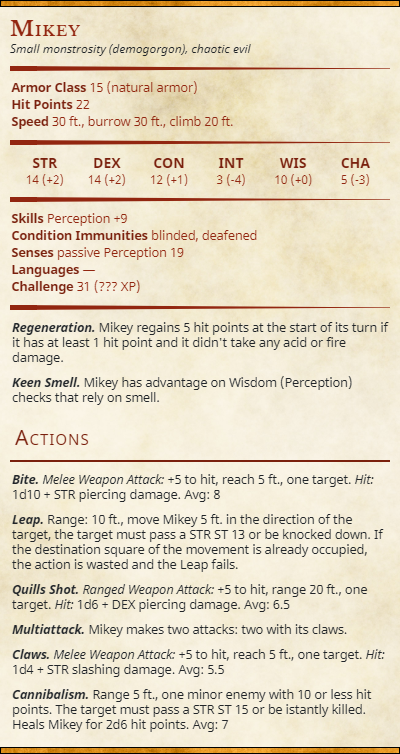 Mikey
Small monstrosity (demogorgon), chaotic evil
Armor Class 15 (natural armor)
Hit Points 22
Speed 30 ft., burrow 30 ft., climb 20 ft.
STR DEX CON INT WIS CHA
14 (+2) 14 (+2) 12 (+1) 3 (-4) 10 (+0) 5 (-3)
Skills Perception +9
Condition Immunities blinded, deafened
Senses passive Perception 19
Languages —
Challenge 31 (??? XP)
Regeneration. Mikey regains 5 hit points at the start of its turn if
it has at least 1 hit point and it didn't take any acid or fire
damage.
Keen Smell. Mikey has advantage on Wisdom (Perception)
checks that rely on smell.
Actions
Bite. Melee Weapon Attack: +5 to hit, reach 5 ft., one target. Hit:
1d10 + STR piercing damage. Avg: 8
Leap. Range: 10 ft., move Mikey 5 ft. in the direction of the
target, the target must pass a STR ST 13 or be knocked down. If
the destination square of the movement is already occupied,
the action is wasted and the Leap fails.
Quills Shot. Ranged Weapon Attack: +5 to hit, range 20 ft., one
target. Hit: 1d6 + DEX piercing damage. Avg: 6.5
Multiattack. Mikey makes two attacks: two with its claws.
Claws. Melee Weapon Attack: +5 to hit, reach 5 ft., one target. Hit:
1d4 + STR slashing damage. Avg: 5.5
Cannibalism. Range 5 ft., one minor enemy with 10 or less hit
points. The target must pass a STR ST 15 or be istantly killed.
Heals Mikey for 2d6 hit points. Avg: 7